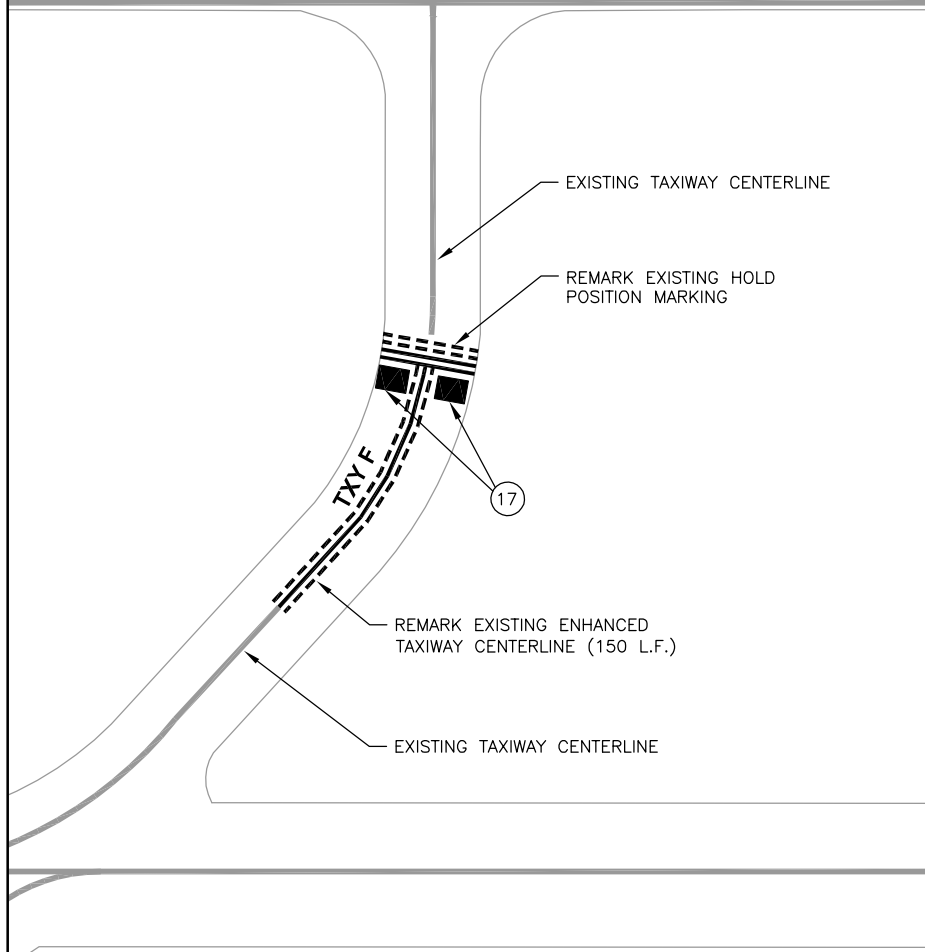 EXISTING TAXIWAY CENTERLINE
REMARK EXISTING HOLD
POSITION MARKING
TXY F
17
REMARK EXISTING ENHANCED
TAXIWAY CENTERLINE (150 L.F.)
EXISTING TAXIWAY CENTERLINE